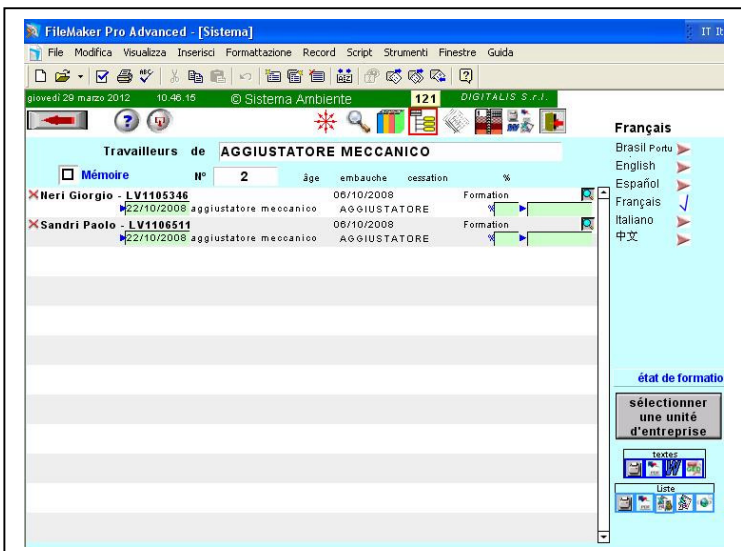 FileMaker Pro Advanced - [Sistema]
IT It
File Modifica Visualizza Inserisci Formattazione Record Script Strumenti Finestre Guida
giovedì 29 marzo 2012 10.46.15 © Sistema Ambiente 121 DIGITALIS S.r.l.
Français
Travailleurs de AGGIUSTATORE MECCANICO
Mémoire N° 2 âge embauche cessation %
Neri Giorgio - LV1105346 06/10/2008 Formation
22/10/2008 aggiustatore meccanico AGGIUSTATORE %
Sandri Paolo - LV1106511 06/10/2008 Formation
22/10/2008 aggiustatore meccanico AGGIUSTATORE %
Brasil Portu
English
Español
Français
Italiano
中文
état de formatio
sélectionner
une unité
d'entreprise
textes
Liste